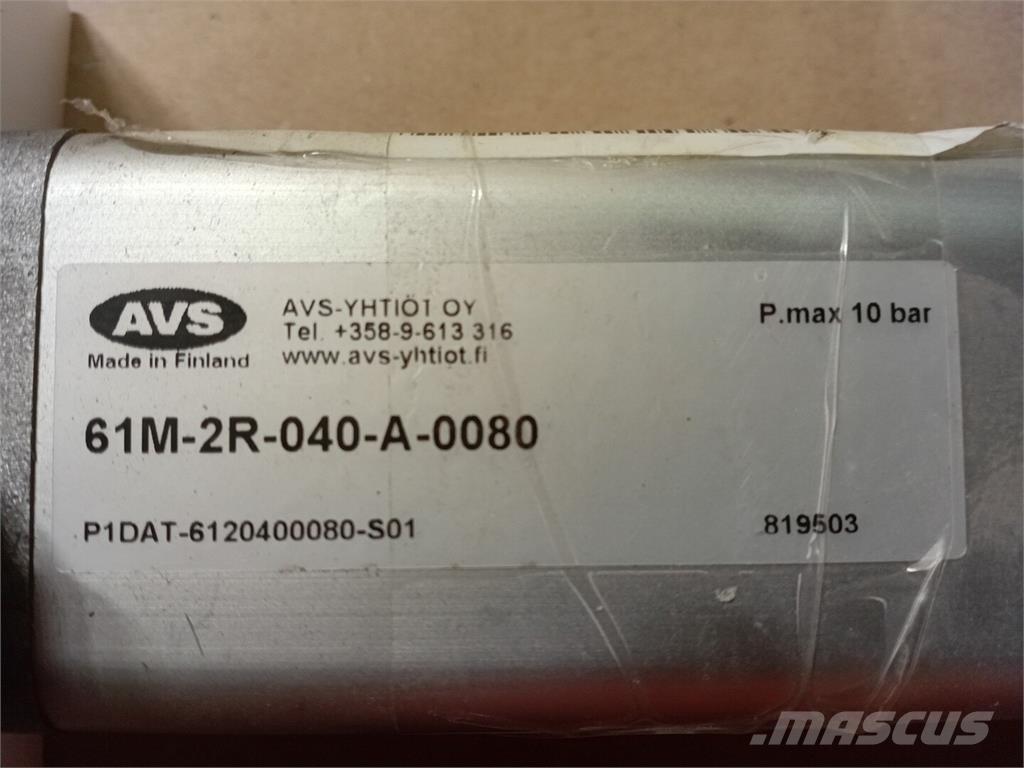 AVS
Made in Finland
AVS-YHTIÖT OY
Tel. +358-9-613 316
www.avs-yhtiot.fi
P.max 10 bar
61M-2R-040-A-0080
P1DAT-6120400080-S01
819503
MASCUS